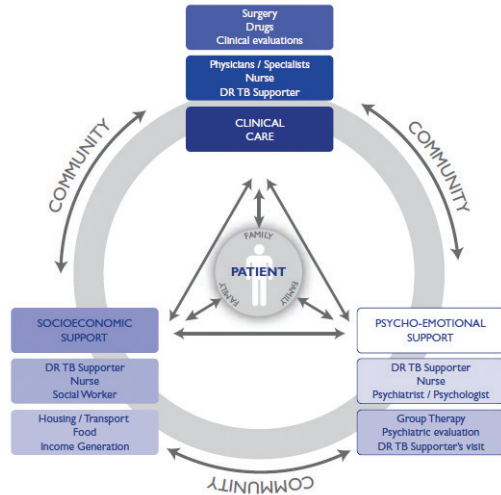 Surgery
Drugs
Clinical evaluations
Physicians / Specialists
Nurse
DR TB Supporter
CLINICAL
CARE
COMMUNITY
COMMUNITY
FAMILY
PATIENT
FAMILY
FAMILY
SOCIOECONOMIC
SUPPORT
DR TB Supporter
Nurse
Social Worker
Housing / Transport
Food
Income Generation
PSYCHO-EMOTIONAL
SUPPORT
DR TB Supporter
Nurse
Psychiatrist / Psychologist
Group Therapy
Psychiatric evaluation
DR TB Supporter's visit
COMMUNITY